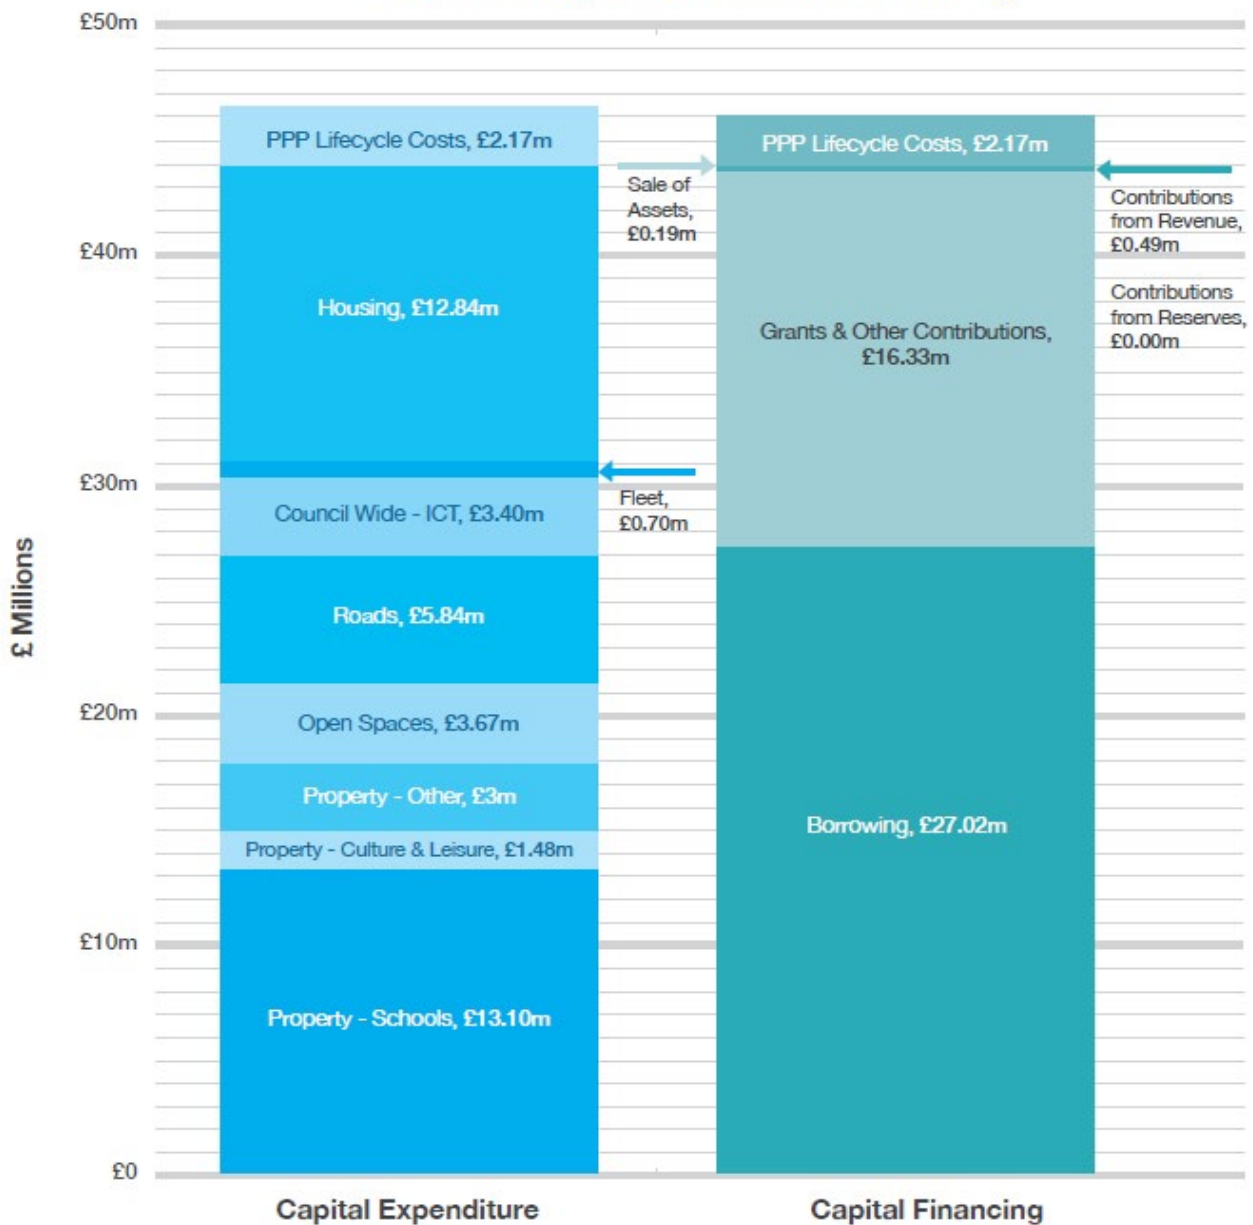 £50m
£40m
£30m
£20m
£10m
£0
£ Millions
PPP Lifecycle Costs, £2.17m
Housing, £12.84m
Fleet,
£0.70m
Council Wide - ICT, £3.40m
Roads, £5.84m
Open Spaces, £3.67m
Property - Other, £3m
Property - Culture & Leisure, £1.48m
Property - Schools, £13.10m
Capital Expenditure
PPP Lifecycle Costs, £2.17m
Sale of
Assets,
£0.19m
Contributions
from Revenue,
£0.49m
Contributions
from Reserves,
£0.00m
Grants & Other Contributions,
£16.33m
Borrowing, £27.02m
Capital Financing